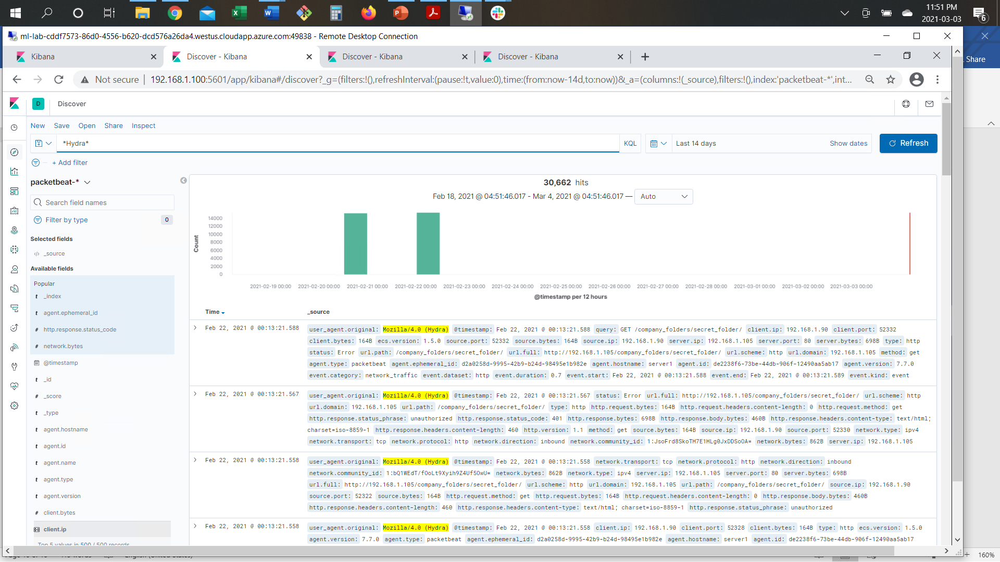 11:51 PM
2021-03-03
6
ml-lab-cddf7573-86d0-4556-b620-dcd576a26da4.westus.cloudapp.azure.com:49838 - Remote Desktop Connection
Share
Kibana
Discover - Kibana
Discover - Kibana
Discover - Kibana
Not secure
192.168.1.100:5601/app/kibana#/discover?_g=(filters:!(),refreshInterval:(pause:!t,value:0),time:(from:now-14d,to:now))&_a=(columns:!(_source),filters:!(),index:'packetbeat-*',int...
D
Discover
New Save Open Share Inspect
*Hydra*
KQL
Last 14 days
Show dates
Refresh
+ Add filter
packetbeat-*
Search field names
Filter by type 0
Selected fields
_source
Available fields
Popular
t _index
t agent.ephemeral_id
# http.response.status_code
# network.bytes
@timestamp
t _id
# _score
t _type
t agent.hostname
t agent.id
t agent.name
t agent.type
t agent.version
# client.bytes
client.ip
Top 5 values in 500 / 500 records
30,662 hits
Feb 18, 2021 @ 04:51:46.017 - Mar 4, 2021 @ 04:51:46.017 — Auto
Count
14000
12000
10000
8000
6000
4000
2000
0
2021-02-19 00:00 2021-02-20 00:00 2021-02-21 00:00 2021-02-22 00:00 2021-02-23 00:00 2021-02-24 00:00 2021-02-25 00:00 2021-02-26 00:00 2021-02-27 00:00 2021-02-28 00:00 2021-03-01 00:00 2021-03-02 00:00 2021-03-03 00:00
@timestamp per 12 hours
Time _source
Feb 22, 2021 @ 00:13:21.588
user_agent.original: Mozilla/4.0 (Hydra) @timestamp: Feb 22, 2021 @ 00:13:21.588 query: GET /company_folders/secret_folder/ client.ip: 192.168.1.90 client.port: 52332
client.bytes: 164B ecs.version: 1.5.0 source.port: 52332 source.bytes: 164B source.ip: 192.168.1.90 server.ip: 192.168.1.105 server.port: 80 server.bytes: 698B type: http
status: Error url.path: /company_folders/secret_folder/ url.full: http://192.168.1.105/company_folders/secret_folder/ url.scheme: http url.domain: 192.168.1.105 method: get
agent.type: packetbeat agent.ephemeral_id: d2a0258d-9995-42b9-b24d-98495e1b982e agent.hostname: server1 agent.id: de2238f6-73be-44db-906f-12490aa5ab17 agent.version: 7.7.0
event.category: network_traffic event.dataset: http event.duration: 0.7 event.start: Feb 22, 2021 @ 00:13:21.588 event.end: Feb 22, 2021 @ 00:13:21.589 event.kind: event
Feb 22, 2021 @ 00:13:21.567
user_agent.original: Mozilla/4.0 (Hydra) @timestamp: Feb 22, 2021 @ 00:13:21.567 status: Error url.full: http://192.168.1.105/company_folders/secret_folder/ url.scheme: http
url.domain: 192.168.1.105 url.path: /company_folders/secret_folder/ type: http http.request.bytes: 164B http.request.headers.content-length: 0 http.request.method: get
http.response.status_phrase: unauthorized http.response.status_code: 401 http.response.bytes: 698B http.response.body.bytes: 460B http.response.headers.content-type: text/html;
charset=iso-8859-1 http.response.headers.content-length: 460 http.version: 1.1 method: get source.bytes: 164B source.ip: 192.168.1.90 source.port: 52330 network.type: ipv4
network.transport: tcp network.protocol: http network.direction: inbound network.community_id: 1:JsoFrd8SkoTH7E1HLg0JxDDSoOA= network.bytes: 862B server.ip: 192.168.1.105
Feb 22, 2021 @ 00:13:21.558
user_agent.original: Mozilla/4.0 (Hydra) @timestamp: Feb 22, 2021 @ 00:13:21.558 network.transport: tcp network.protocol: http network.direction: inbound
network.community_id: 1:bQ1WEdT/fOoLt9Xyih9Z4Uf5OwU= network.bytes: 862B network.type: ipv4 server.ip: 192.168.1.105 server.port: 80 server.bytes: 698B
url.full: http://192.168.1.105/company_folders/secret_folder/ url.scheme: http url.domain: 192.168.1.105 url.path: /company_folders/secret_folder/ source.ip: 192.168.1.90
source.port: 52322 source.bytes: 164B http.request.method: get http.request.bytes: 164B http.request.headers.content-length: 0 http.response.body.bytes: 460B
http.response.headers.content-length: 460 http.response.headers.content-type: text/html; charset=iso-8859-1 http.response.status_phrase: unauthorized
Feb 22, 2021 @ 00:13:21.558
user_agent.original: Mozilla/4.0 (Hydra) @timestamp: Feb 22, 2021 @ 00:13:21.558 client.ip: 192.168.1.90 client.port: 52328 client.bytes: 164B type: http ecs.version: 1.5.0
agent.version: 7.7.0 agent.type: packetbeat agent.ephemeral_id: d2a0258d-9995-42b9-b24d-98495e1b982e agent.hostname: server1 agent.id: de2238f6-73be-44db-906f-12490aa5ab17
160%